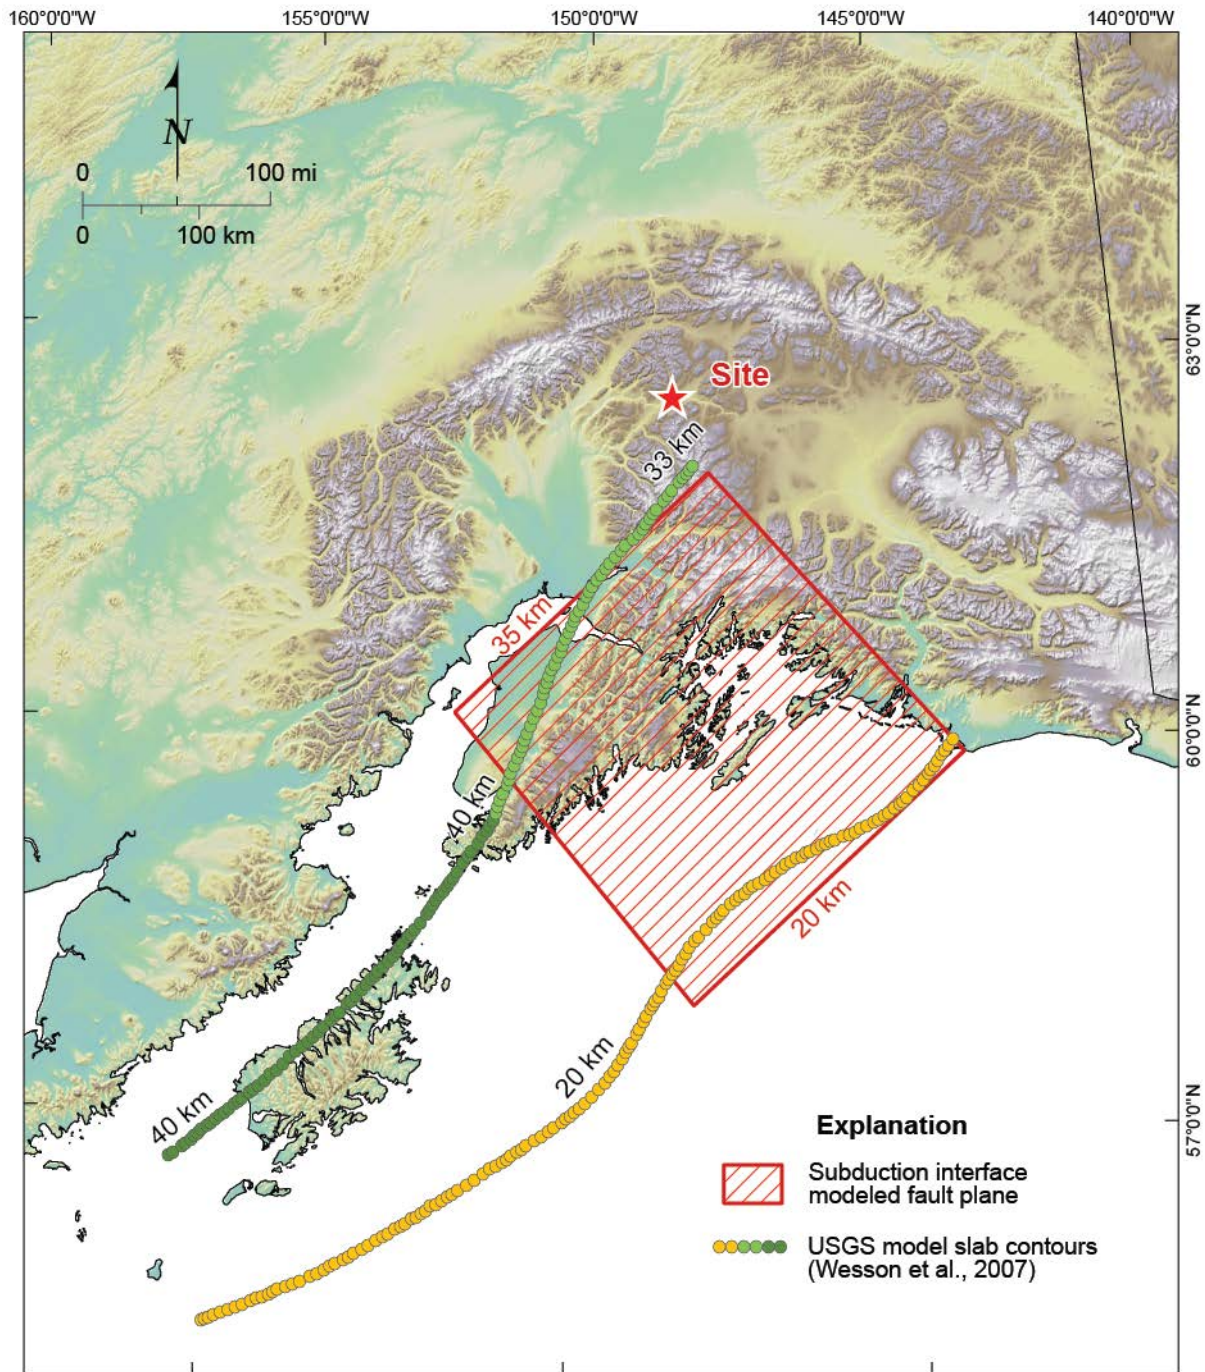 160°0'0"W
155°0'0"W
150°0'0"W
145°0'0"W
140°0'0"W
N
0
100 mi
0
100 km
63°0'0"N
Site
33 km
35 km
60°0'0"N
40 km
20 km
20 km
40 km
57°0'0"N
Explanation
Subduction interface
modeled fault plane
USGS model slab contours
(Wesson et al., 2007)